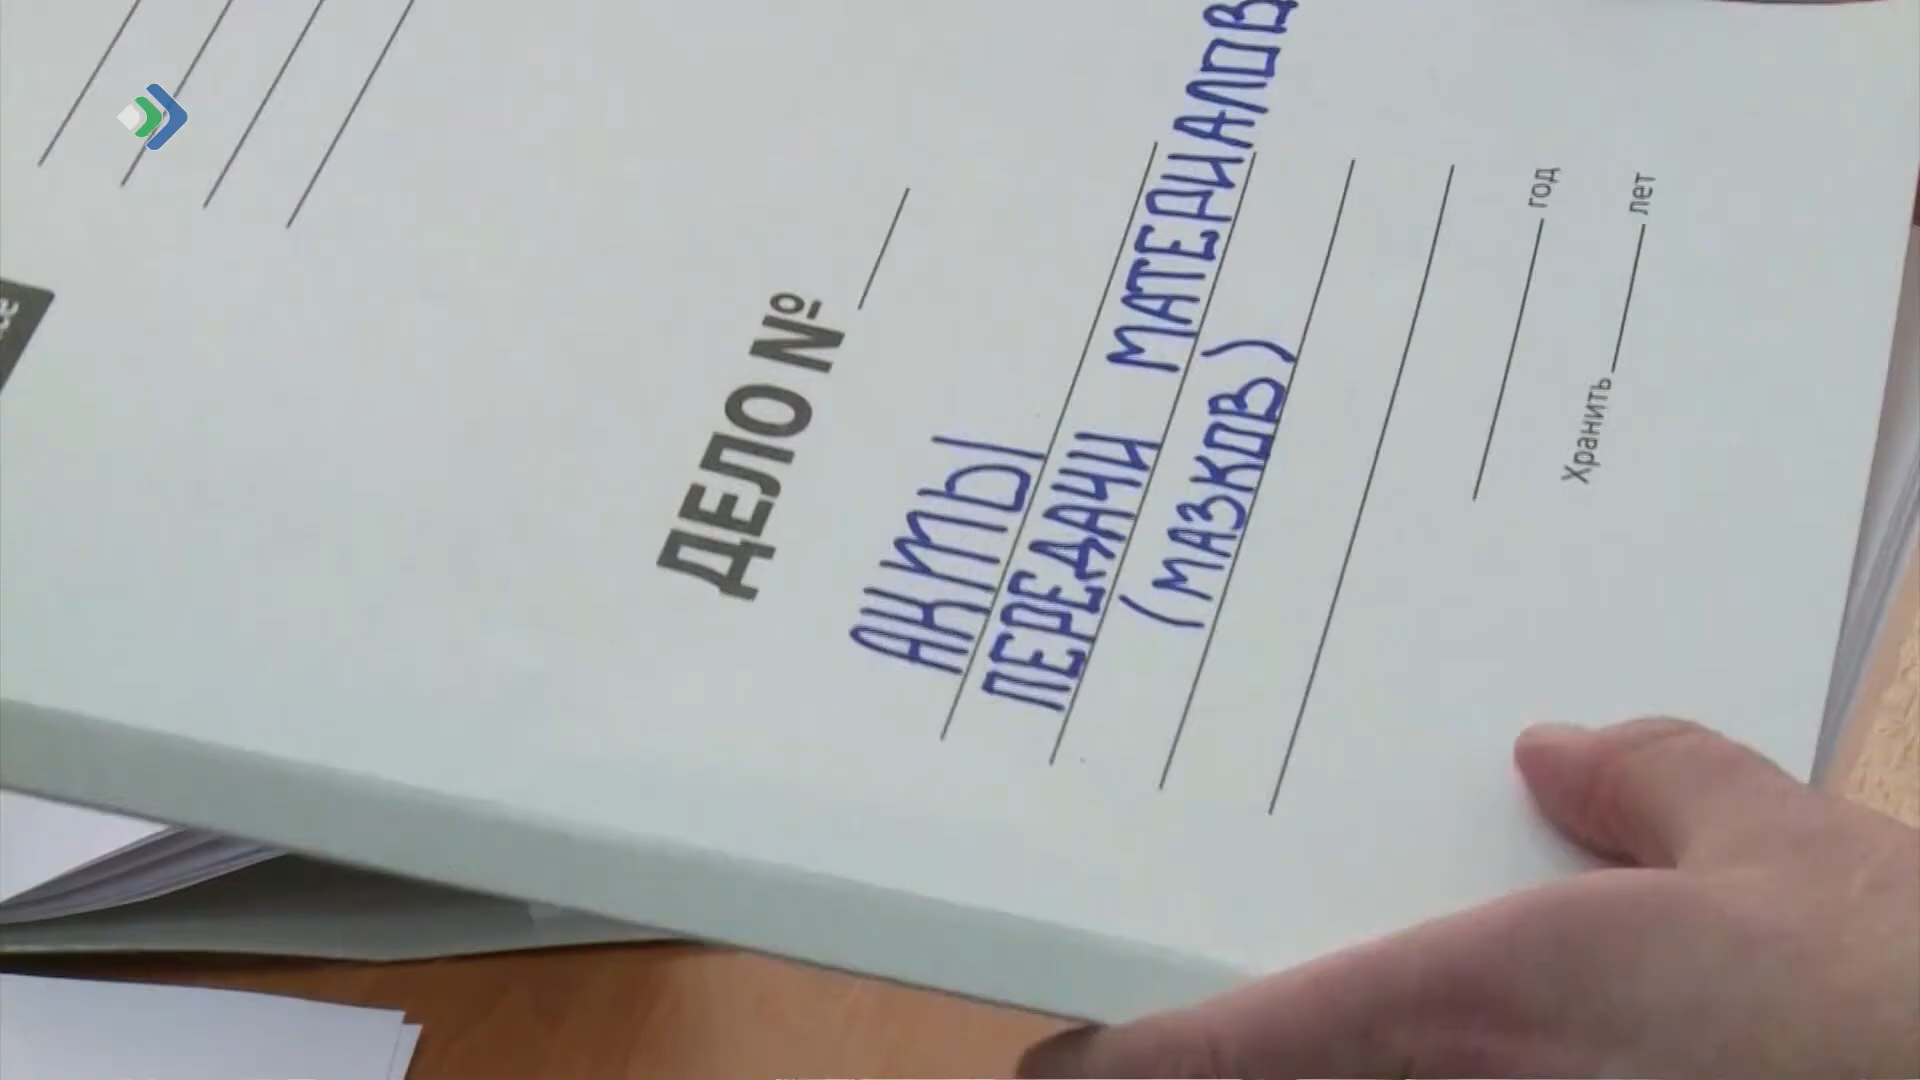 ДЕЛО №
АКТЫ
ПЕРЕДАЧИ МАТЕРИАЛОВ
(МАЗКОВ)
год
Хранить лет